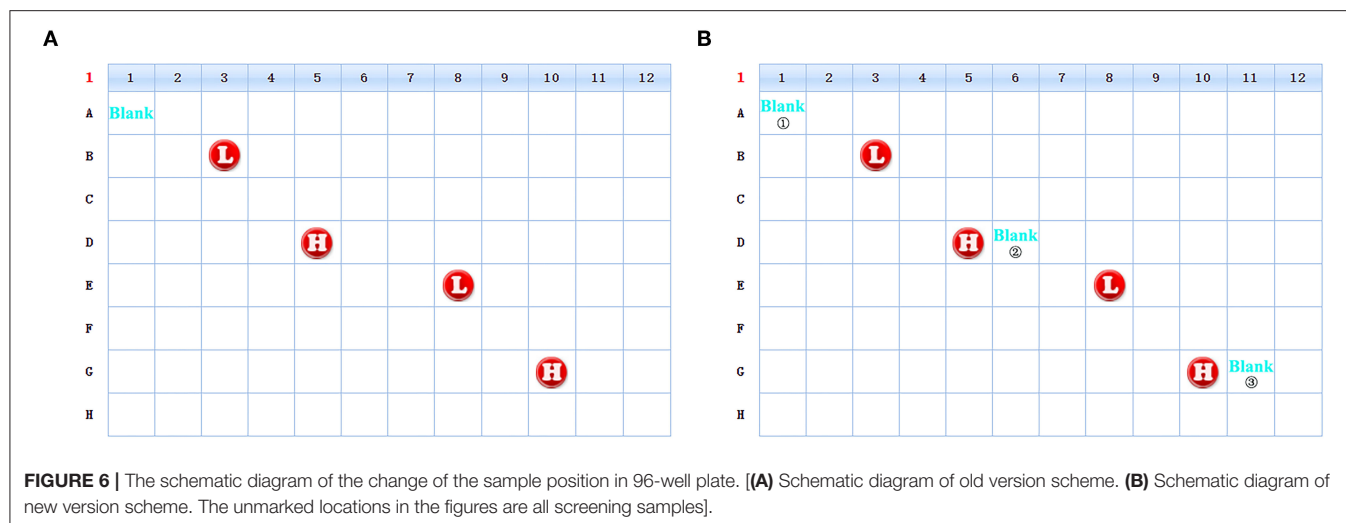 A
1 1 2 3 4 5 6 7 8 9 10 11 12
A Blank
B L
C
D H
E L
F
G H
H
B
1 1 2 3 4 5 6 7 8 9 10 11 12
A Blank
①
B L
C
D H Blank
②
E L
F
G H Blank
③
H
FIGURE 6 | The schematic diagram of the change of the sample position in 96-well plate. [(A) Schematic diagram of old version scheme. (B) Schematic diagram of
new version scheme. The unmarked locations in the figures are all screening samples].